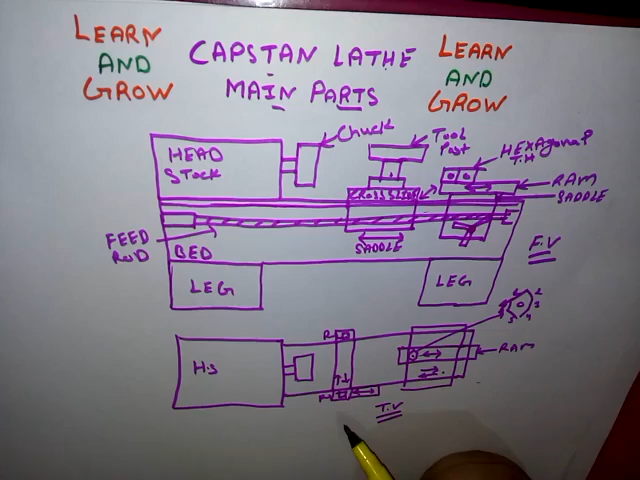 LEARN
AND
GROW
CAPSTAN LATHE
MAIN PARTS
LEARN
AND
GROW
Chuck
Tool
Post
HEXAgonal
T.H
HEAD
STOCK
CROSS SLIDE
RAM
SADDLE
FEED
ROD
BED
SADDLE
F.V
LEG
LEG
H.S
RAM
T.V